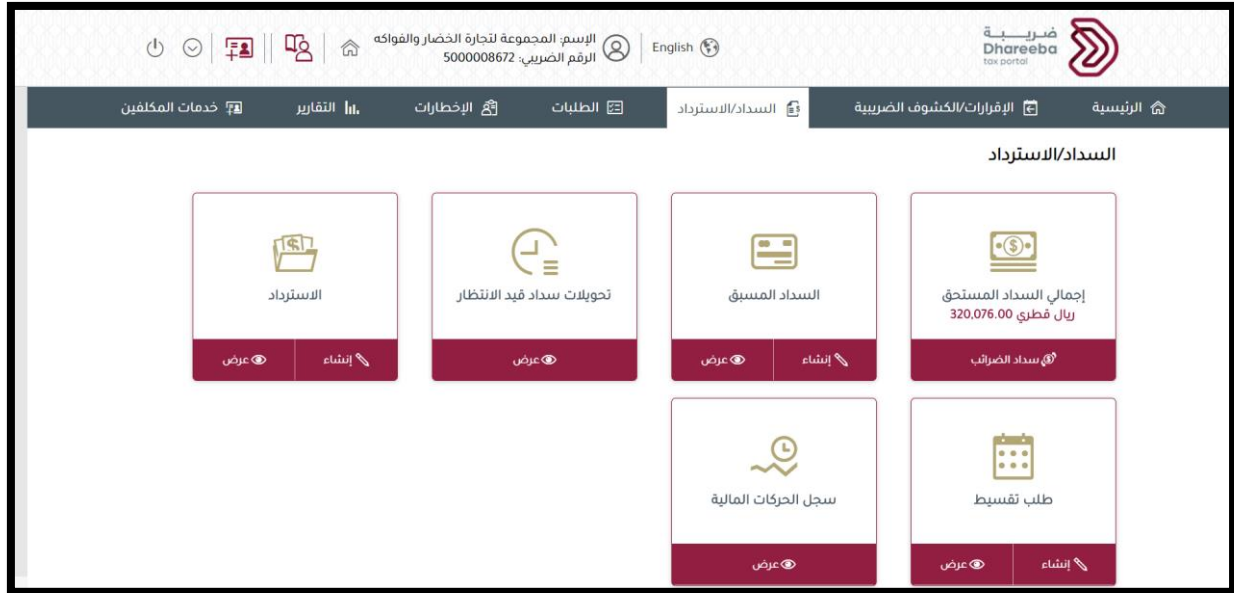 ضريبة
Dhareeba
tax portal
English
الإسم: المجموعة لتجارة الخضار والفواكه
الرقم الضريبي: 5000008672
الرئيسية
الإقرارات/الكشوف الضريبية
السداد/الاسترداد
الطلبات
الإخطارات
التقارير
خدمات المكلفين
السداد/الاسترداد
إجمالي السداد المستحق
ريال قطري 320,076.00
سداد الضرائب
السداد المسبق
إنشاء
عرض
تحويلات سداد قيد الانتظار
عرض
الاسترداد
إنشاء
عرض
طلب تقسيط
إنشاء
عرض
سجل الحركات المالية
عرض